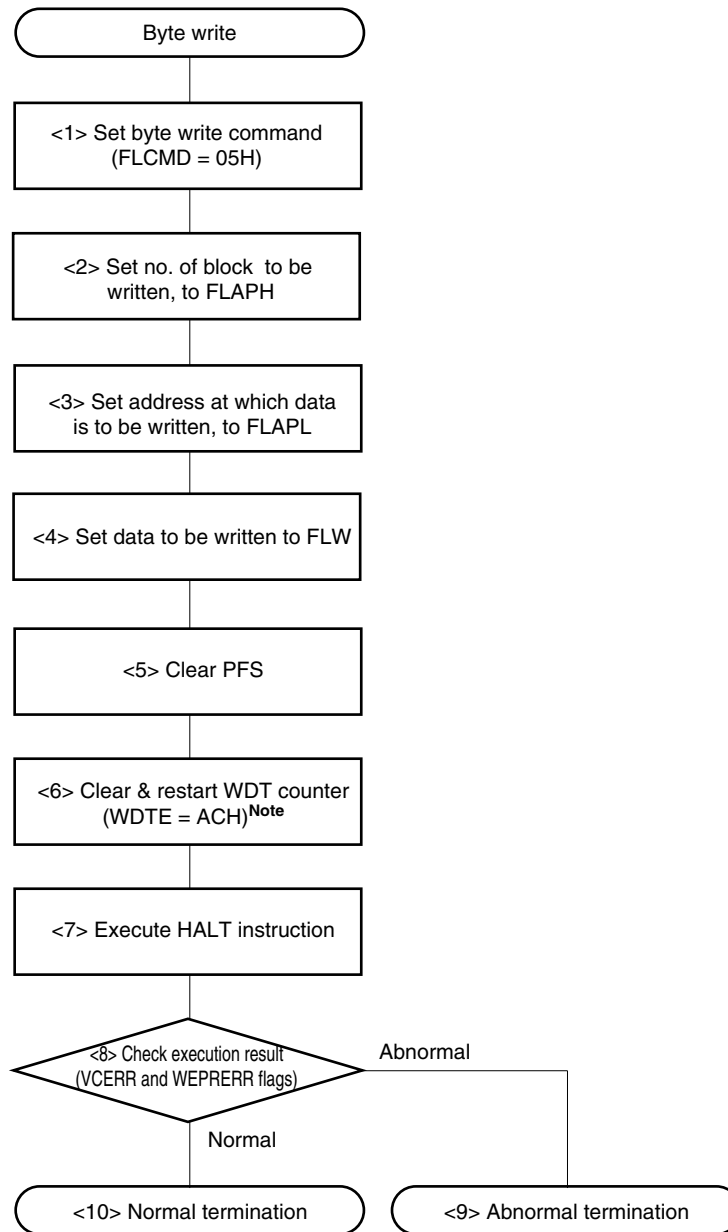 Byte write
<1> Set byte write command
(FLCMD = 05H)
<2> Set no. of block to be
written, to FLAPH
<3> Set address at which data
is to be written, to FLAPL
<4> Set data to be written to FLW
<5> Clear PFS
<6> Clear & restart WDT counter
(WDTE = ACH)Note
<7> Execute HALT instruction
<8> Check execution result
(VCERR and WEPRERR flags)
Abnormal
Normal
<10> Normal termination
<9> Abnormal termination